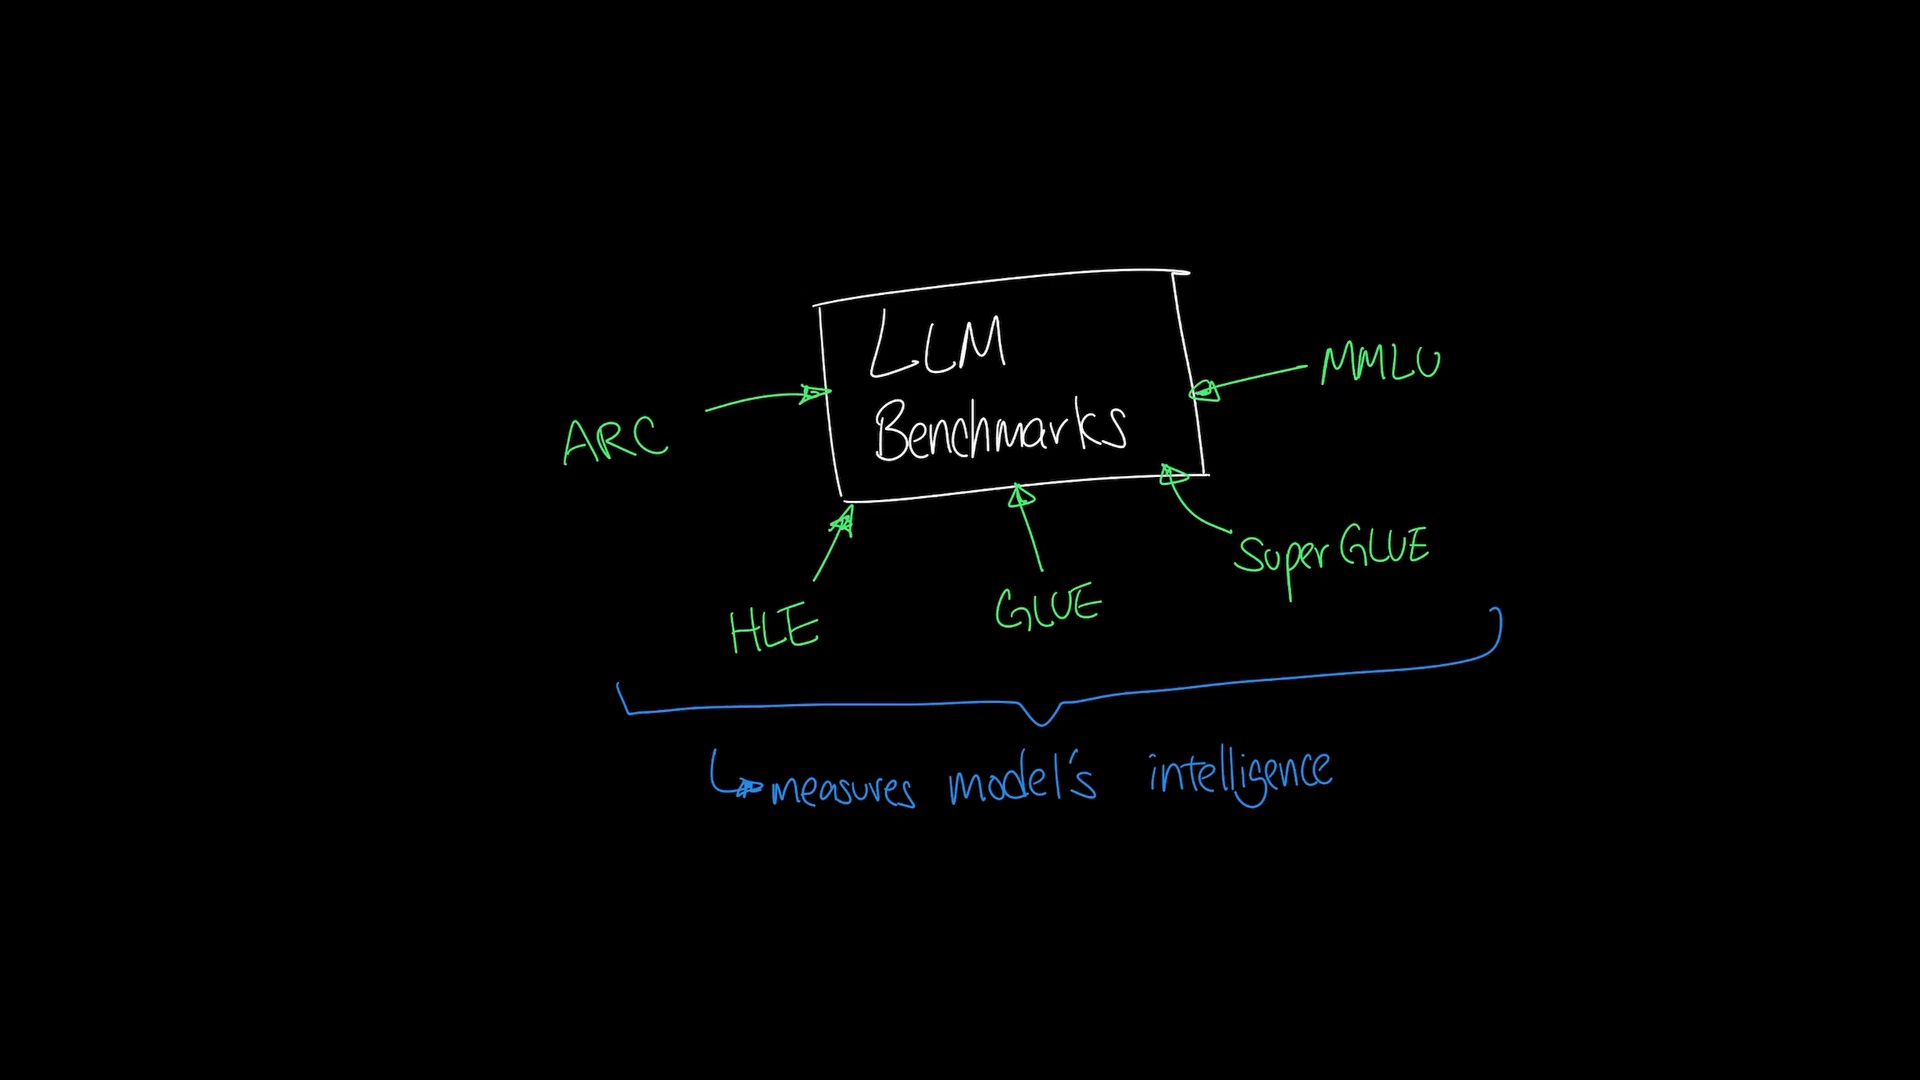 LLM
Benchmarks
MMLU
ARC
SuperGLUE
HLE
GLUE
measures model's intelligence